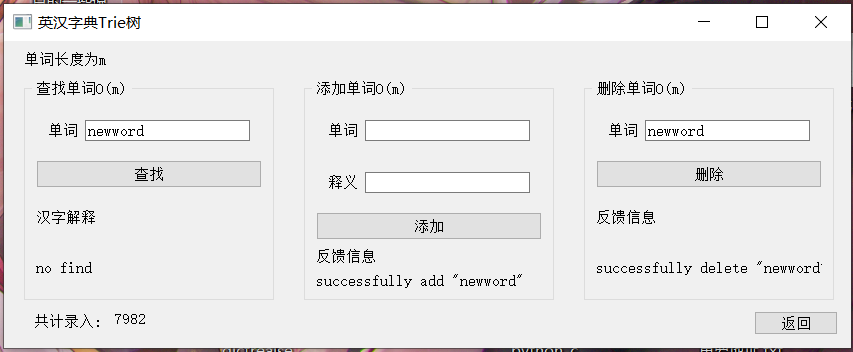 英汉字典Trie树
单词长度为m
查找单词O(m)
单词 newword
查找
汉字解释
no find
添加单词O(m)
单词
释义
添加
反馈信息
successfully add "newword"
删除单词O(m)
单词 newword
删除
反馈信息
successfully delete "newword
共计录入: 7982
返回